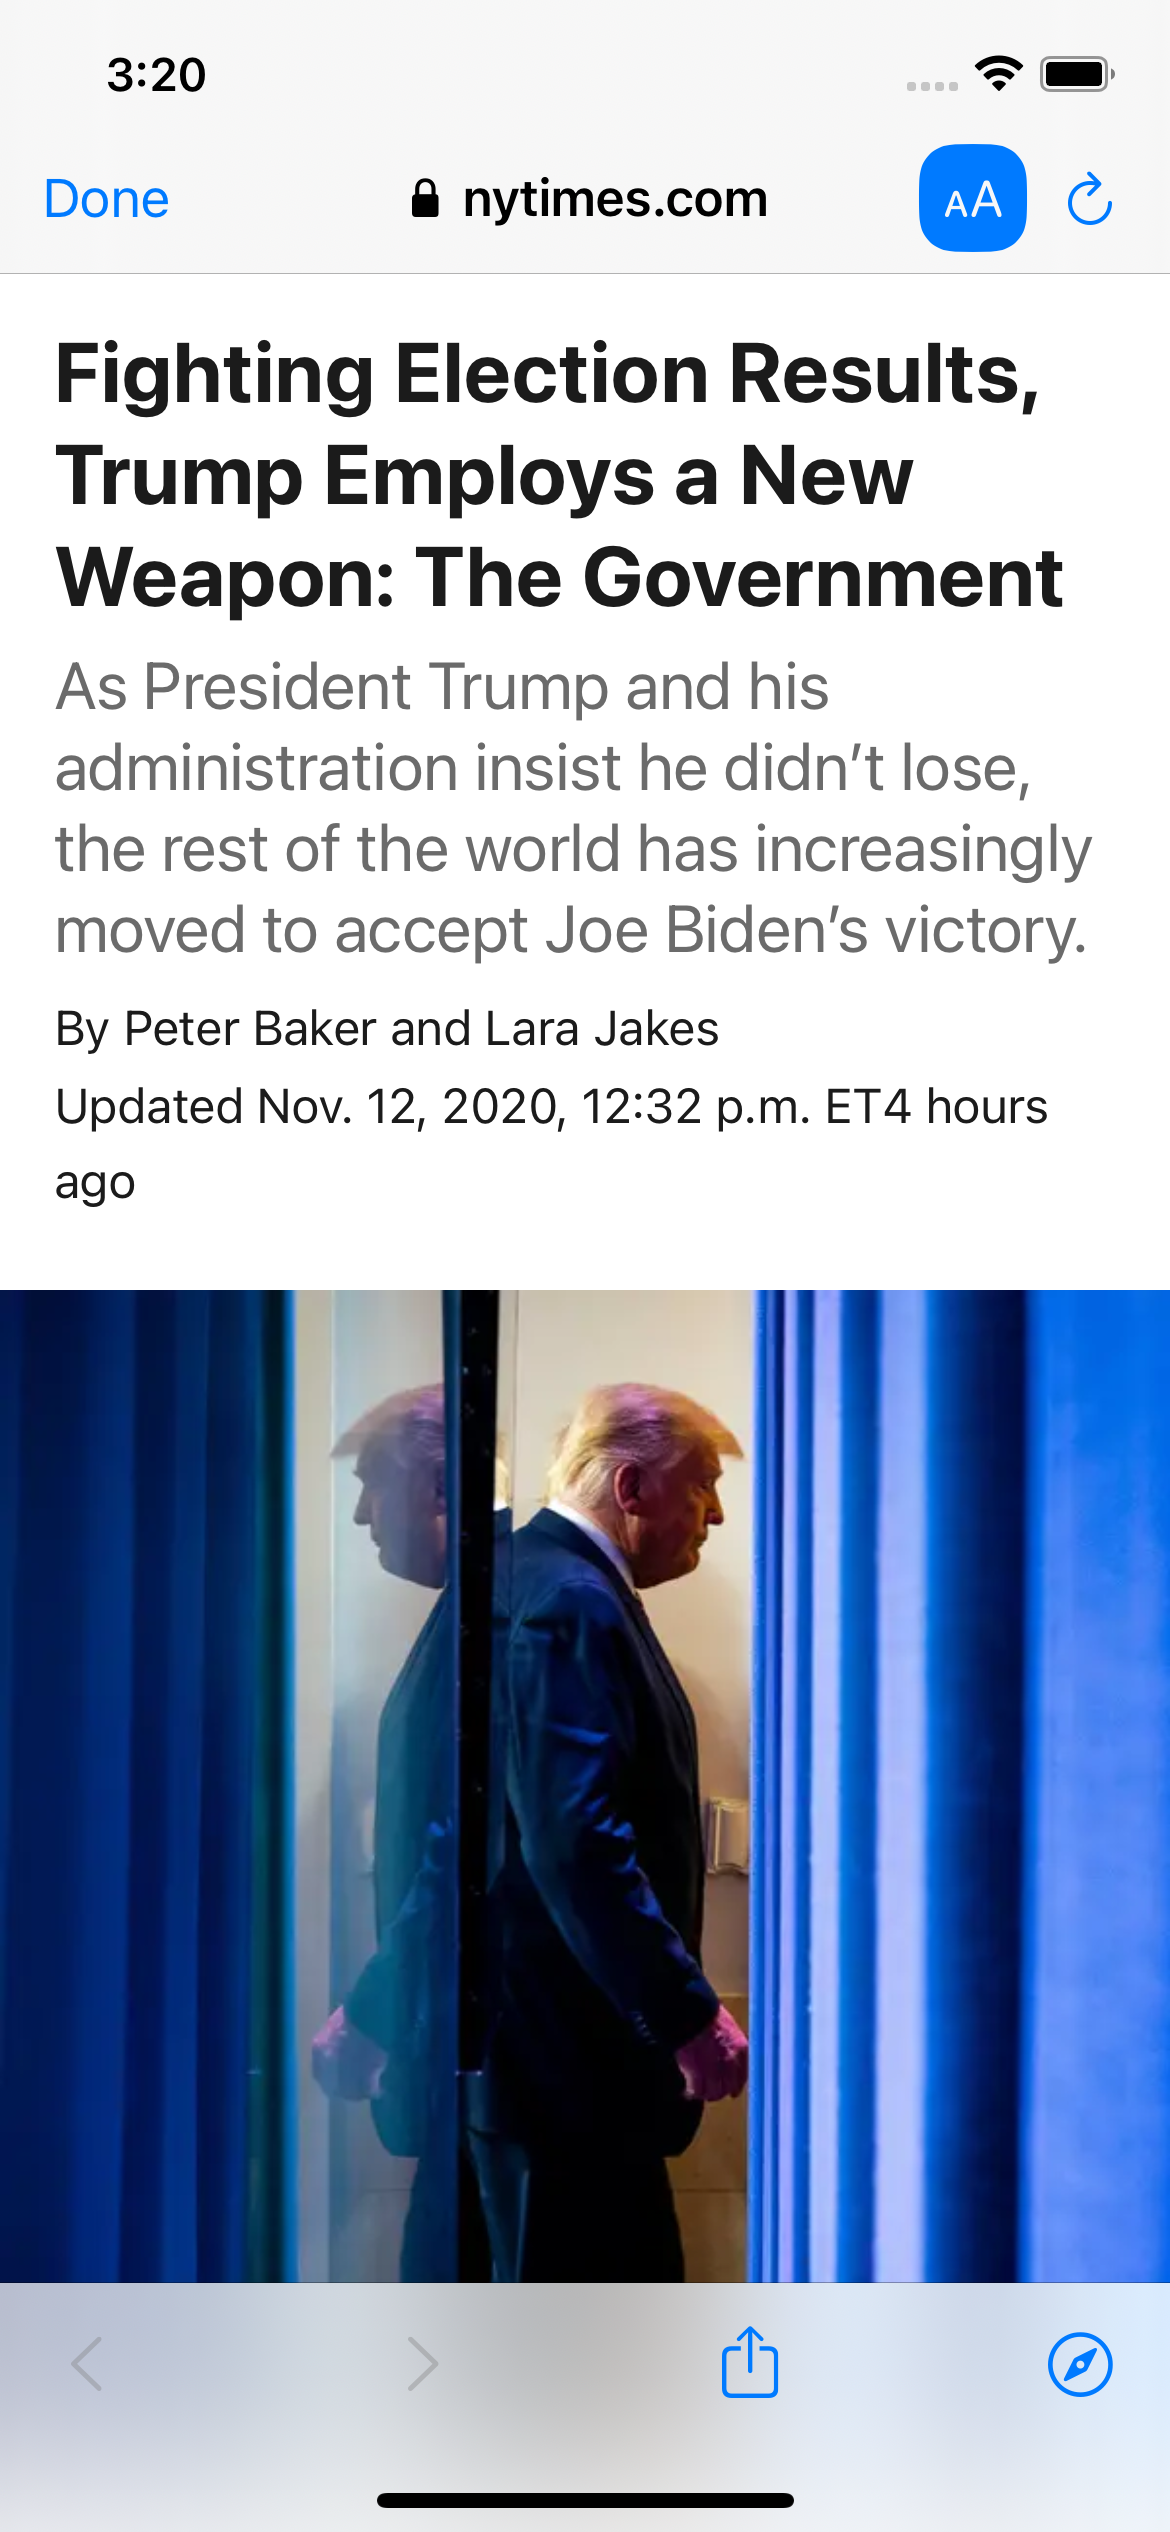 3:20
Done
nytimes.com
AA
Fighting Election Results,
Trump Employs a New
Weapon: The Government
As President Trump and his
administration insist he didn’t lose,
the rest of the world has increasingly
moved to accept Joe Biden’s victory.
By Peter Baker and Lara Jakes
Updated Nov. 12, 2020, 12:32 p.m. ET4 hours
ago